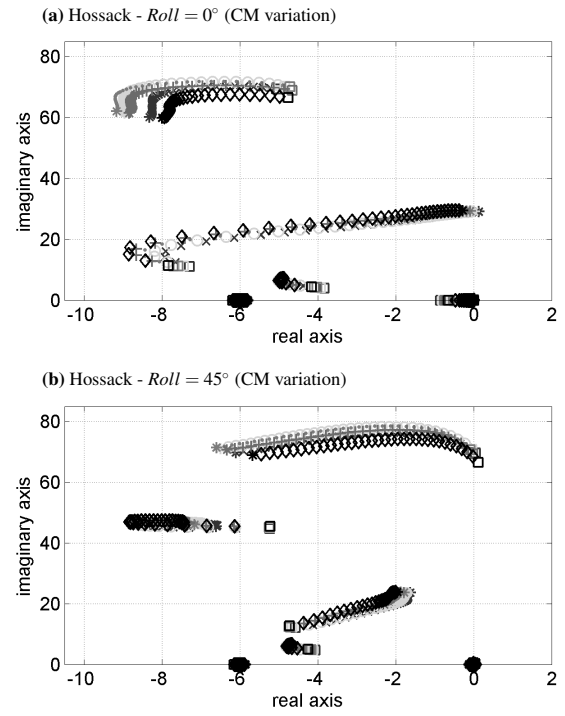 (a) Hossack - Roll = 0° (CM variation)
80
60
40
20
0
imaginary axis
-10 -8 -6 -4 -2 0 2
real axis
(b) Hossack - Roll = 45° (CM variation)
80
60
40
20
0
imaginary axis
-10 -8 -6 -4 -2 0 2
real axis